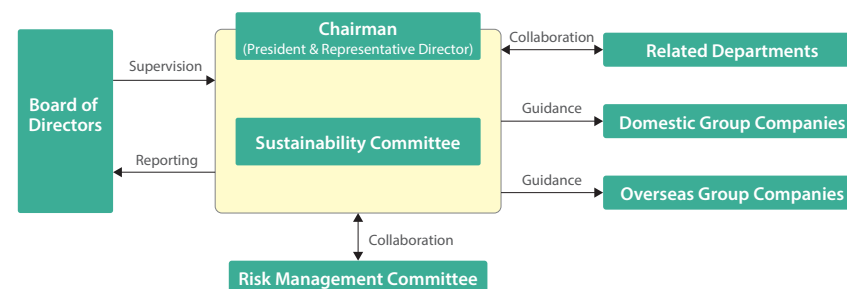 Chairman
(President & Representative Director)
Collaboration
Related Departments
Supervision
Board of
Directors
Guidance
Domestic Group Companies
Sustainability Committee
Reporting
Guidance
Overseas Group Companies
Collaboration
Risk Management Committee